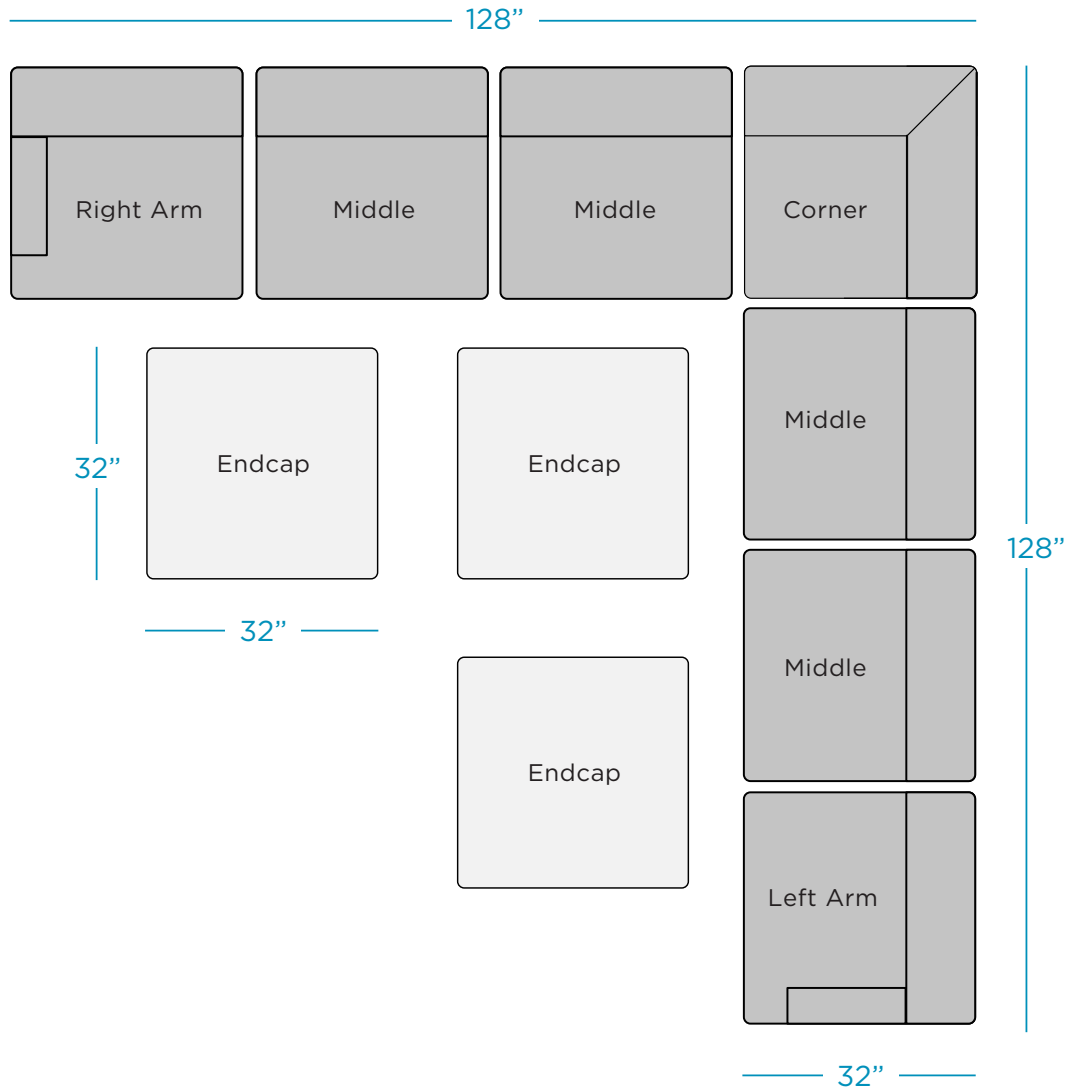 128”
Right Arm
Middle
Middle
Corner
Middle
128”
32”
Endcap
Endcap
32”
Middle
Endcap
Left Arm
32”